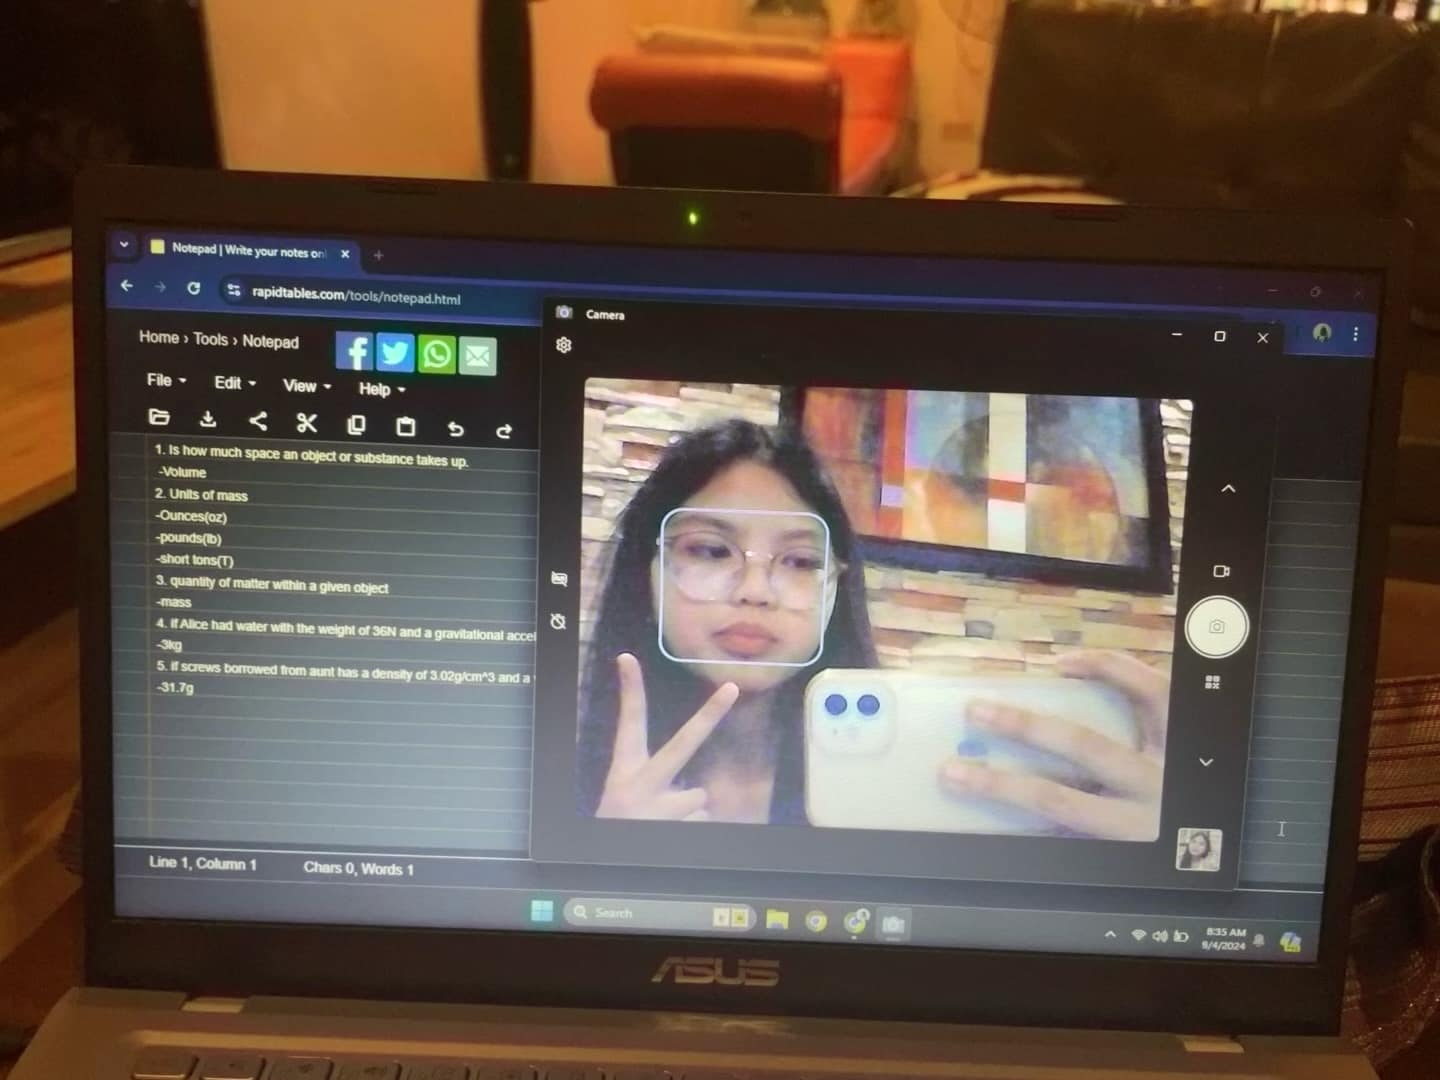 Notepad | Write your notes onl
rapidtables.com/tools/notepad.html
Home › Tools › Notepad
File Edit View Help
1. Is how much space an object or substance takes up.
-Volume
2. Units of mass
-Ounces(oz)
-pounds(lb)
-short tons(T)
3. quantity of matter within a given object
-mass
4. if Alice had water with the weight of 36N and a gravitational accel
-3kg
5. if screws borrowed from aunt has a density of 3.02g/cm^3 and a
-31.7g
Line 1, Column 1 Chars 0, Words 1
Camera
Search
8:35 AM
9/4/2024
ASUS